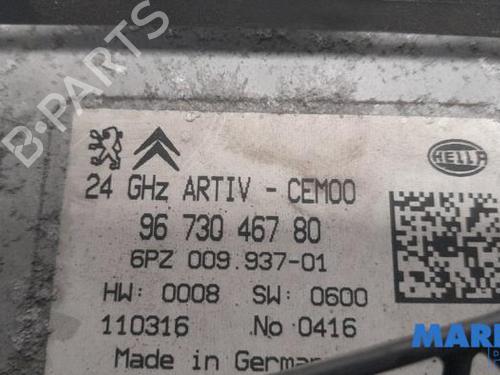 B-PARTS
HELLA
24 GHz ARTIV - CEM00
96 730 467 80
6PZ 009.937-01
HW: 0008 SW: 0600
110316 No 0416
Made in German
MAR